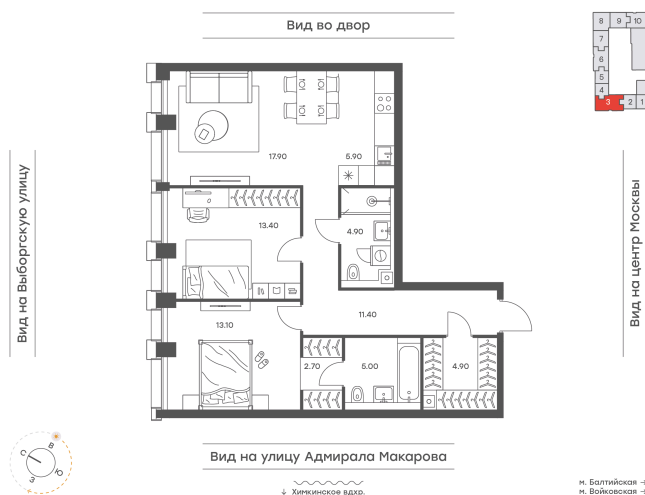 Вид во двор
8 9 10
7
6
5
4
3 2 1
17.90
5.90
13.40
4.90
Вид на Выборгскую улицу
Вид на центр Москвы
11.40
13.10
2.70
5.00
4.90
Вид на улицу Адмирала Макарова
С В
З Ю
↓ Химкинское вдхр.
м. Балтийская →
м. Войковская →